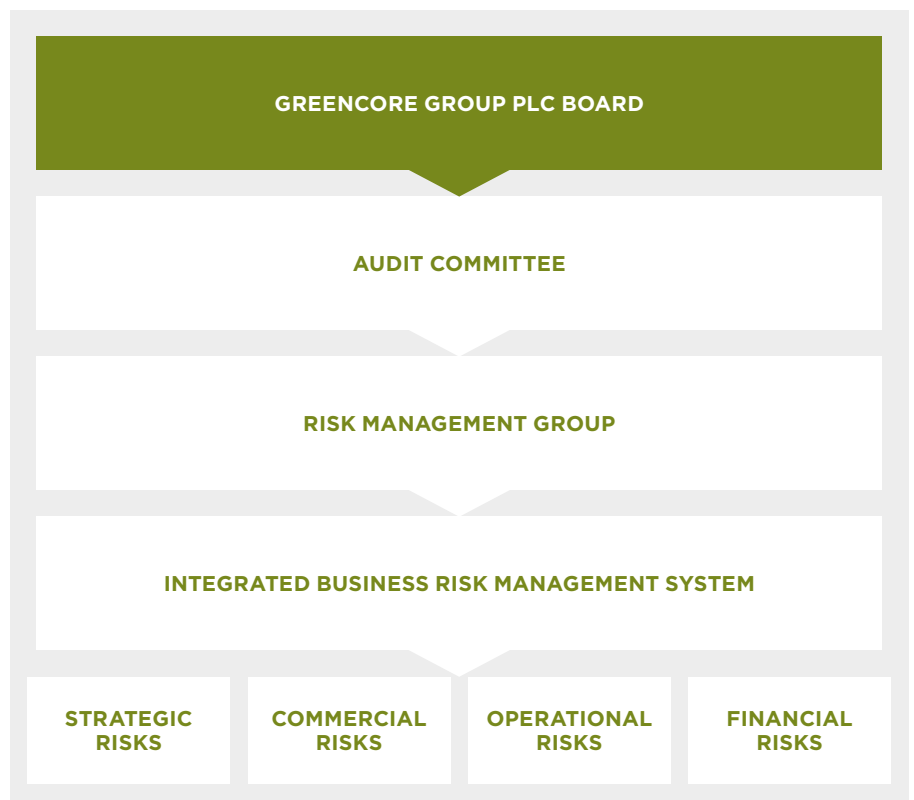 GREENCORE GROUP PLC BOARD
AUDIT COMMITTEE
RISK MANAGEMENT GROUP
INTEGRATED BUSINESS RISK MANAGEMENT SYSTEM
STRATEGIC
RISKS
COMMERCIAL
RISKS
OPERATIONAL
RISKS
FINANCIAL
RISKS